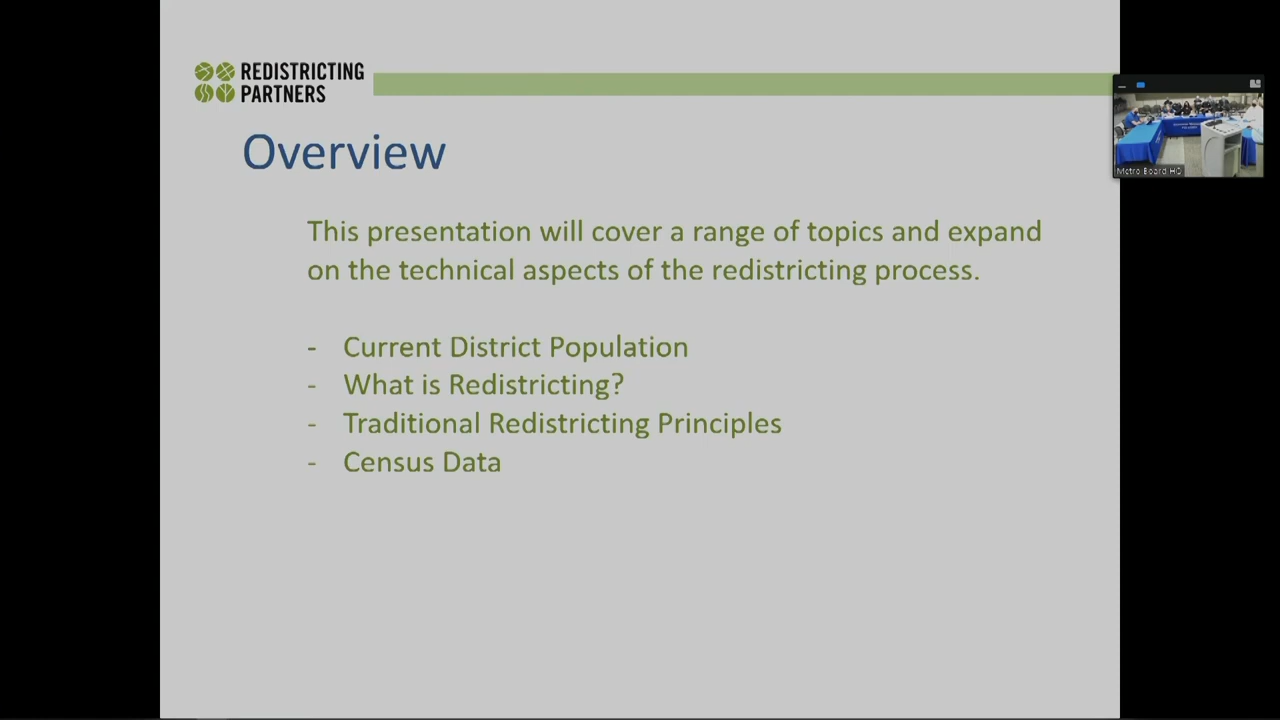 REDISTRICTING
PARTNERS
Overview
This presentation will cover a range of topics and expand
on the technical aspects of the redistricting process.
- Current District Population
- What is Redistricting?
- Traditional Redistricting Principles
- Census Data
Metro Board HQ